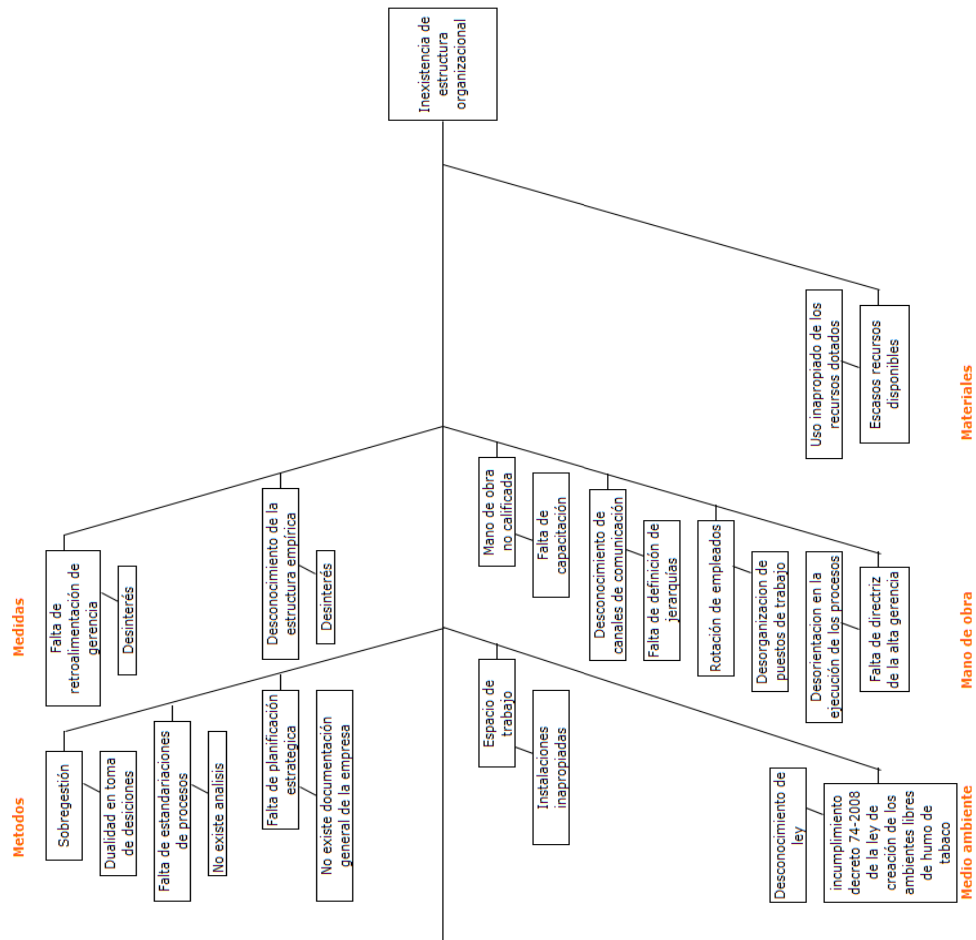 Metodos
Sobregestión
Dualidad en toma
de desiciones
Falta de estandariaciones
de procesos
No existe analisis
Falta de planificación
estrategica
No existe documentación
general de la empresa
Medidas
Falta de
retroalimentación de
gerencia
Desinterés
Desconocimiento de la
estructura empírica
Desinterés
Inexistencia de
estructura
organizacional
Espacio de
trabajo
Instalaciones
inapropiadas
Desconocimiento de
ley
incumplimiento
decreto 74-2008
de la ley de
creación de los
ambientes libres
de humo de
tabaco
Medio ambiente
Mano de obra
no calificada
Falta de
capacitación
Desconocimiento de
canales de comunicación
Falta de definición de
jerarquías
Rotación de empleados
Desorganizacion de
puestos de trabajo
Desorientacion en la
ejecución de los procesos
Falta de directriz
de la alta gerencia
Mano de obra
Uso inapropiado de los
recursos dotados
Escasos recursos
disponibles
Materiales